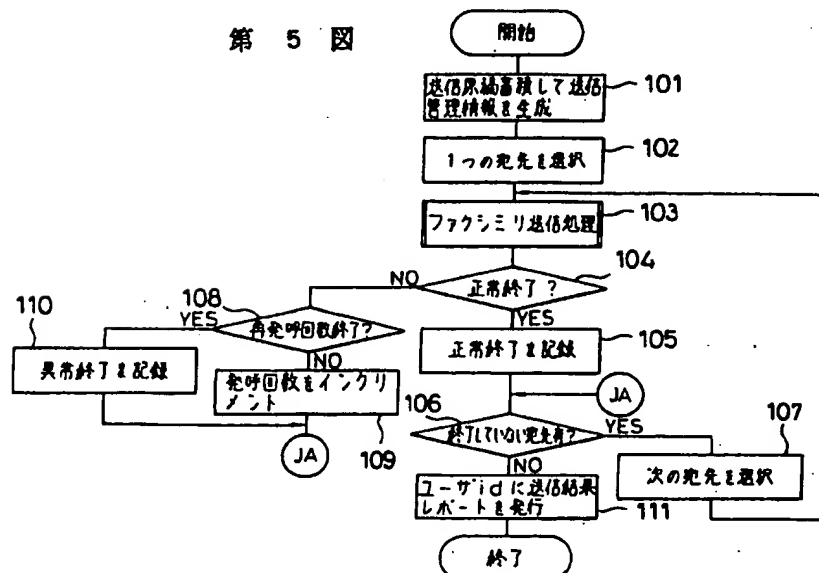 第 5 図
開始
送信原稿蓄積して送信
管理情報を生成
101
1つの宛先を選択
102
ファクシミリ送信処理
103
104
正常終了?
NO
YES
108
再発呼回数終了?
YES
NO
110
異常終了を記録
発呼回数をインクリ
メント
109
JA
正常終了を記録
105
JA
106
終了していない宛先有?
YES
NO
107
次の宛先を選択
ユーザidに送信結果
レポートを発行
111
終了